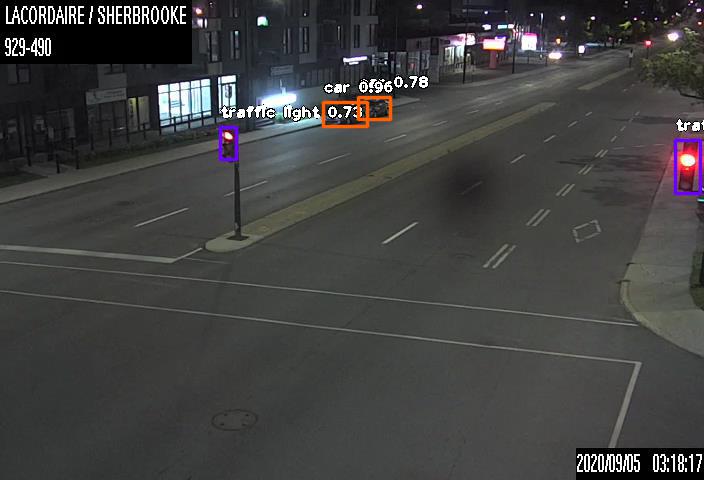 LACORDAIRE / SHERBROOKE
929-490
car 0.96
0.78
traffic light 0.73
traf
2020/09/05 03:18:17